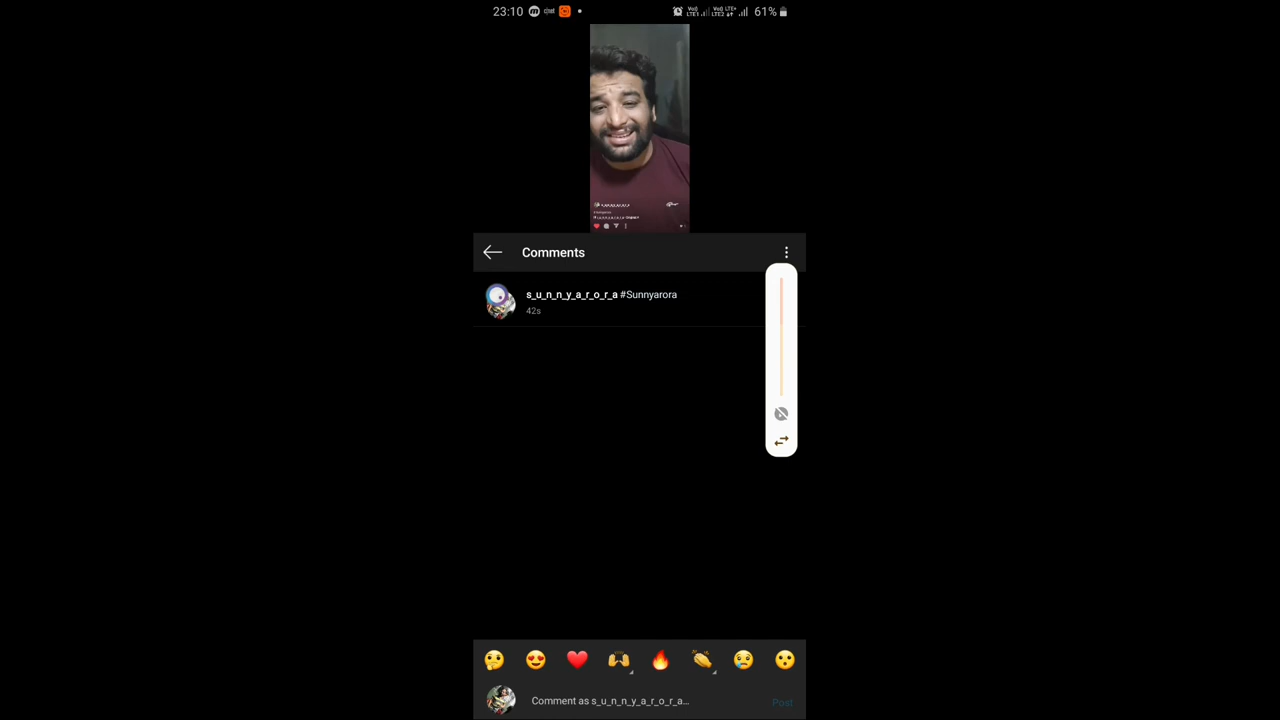 23:10
61%
Comments
s_u_n_n_y_a_r_o_r_a #Sunnyarora
42s
Comment as s_u_n_n_y_a_r_o_r_a...
Post